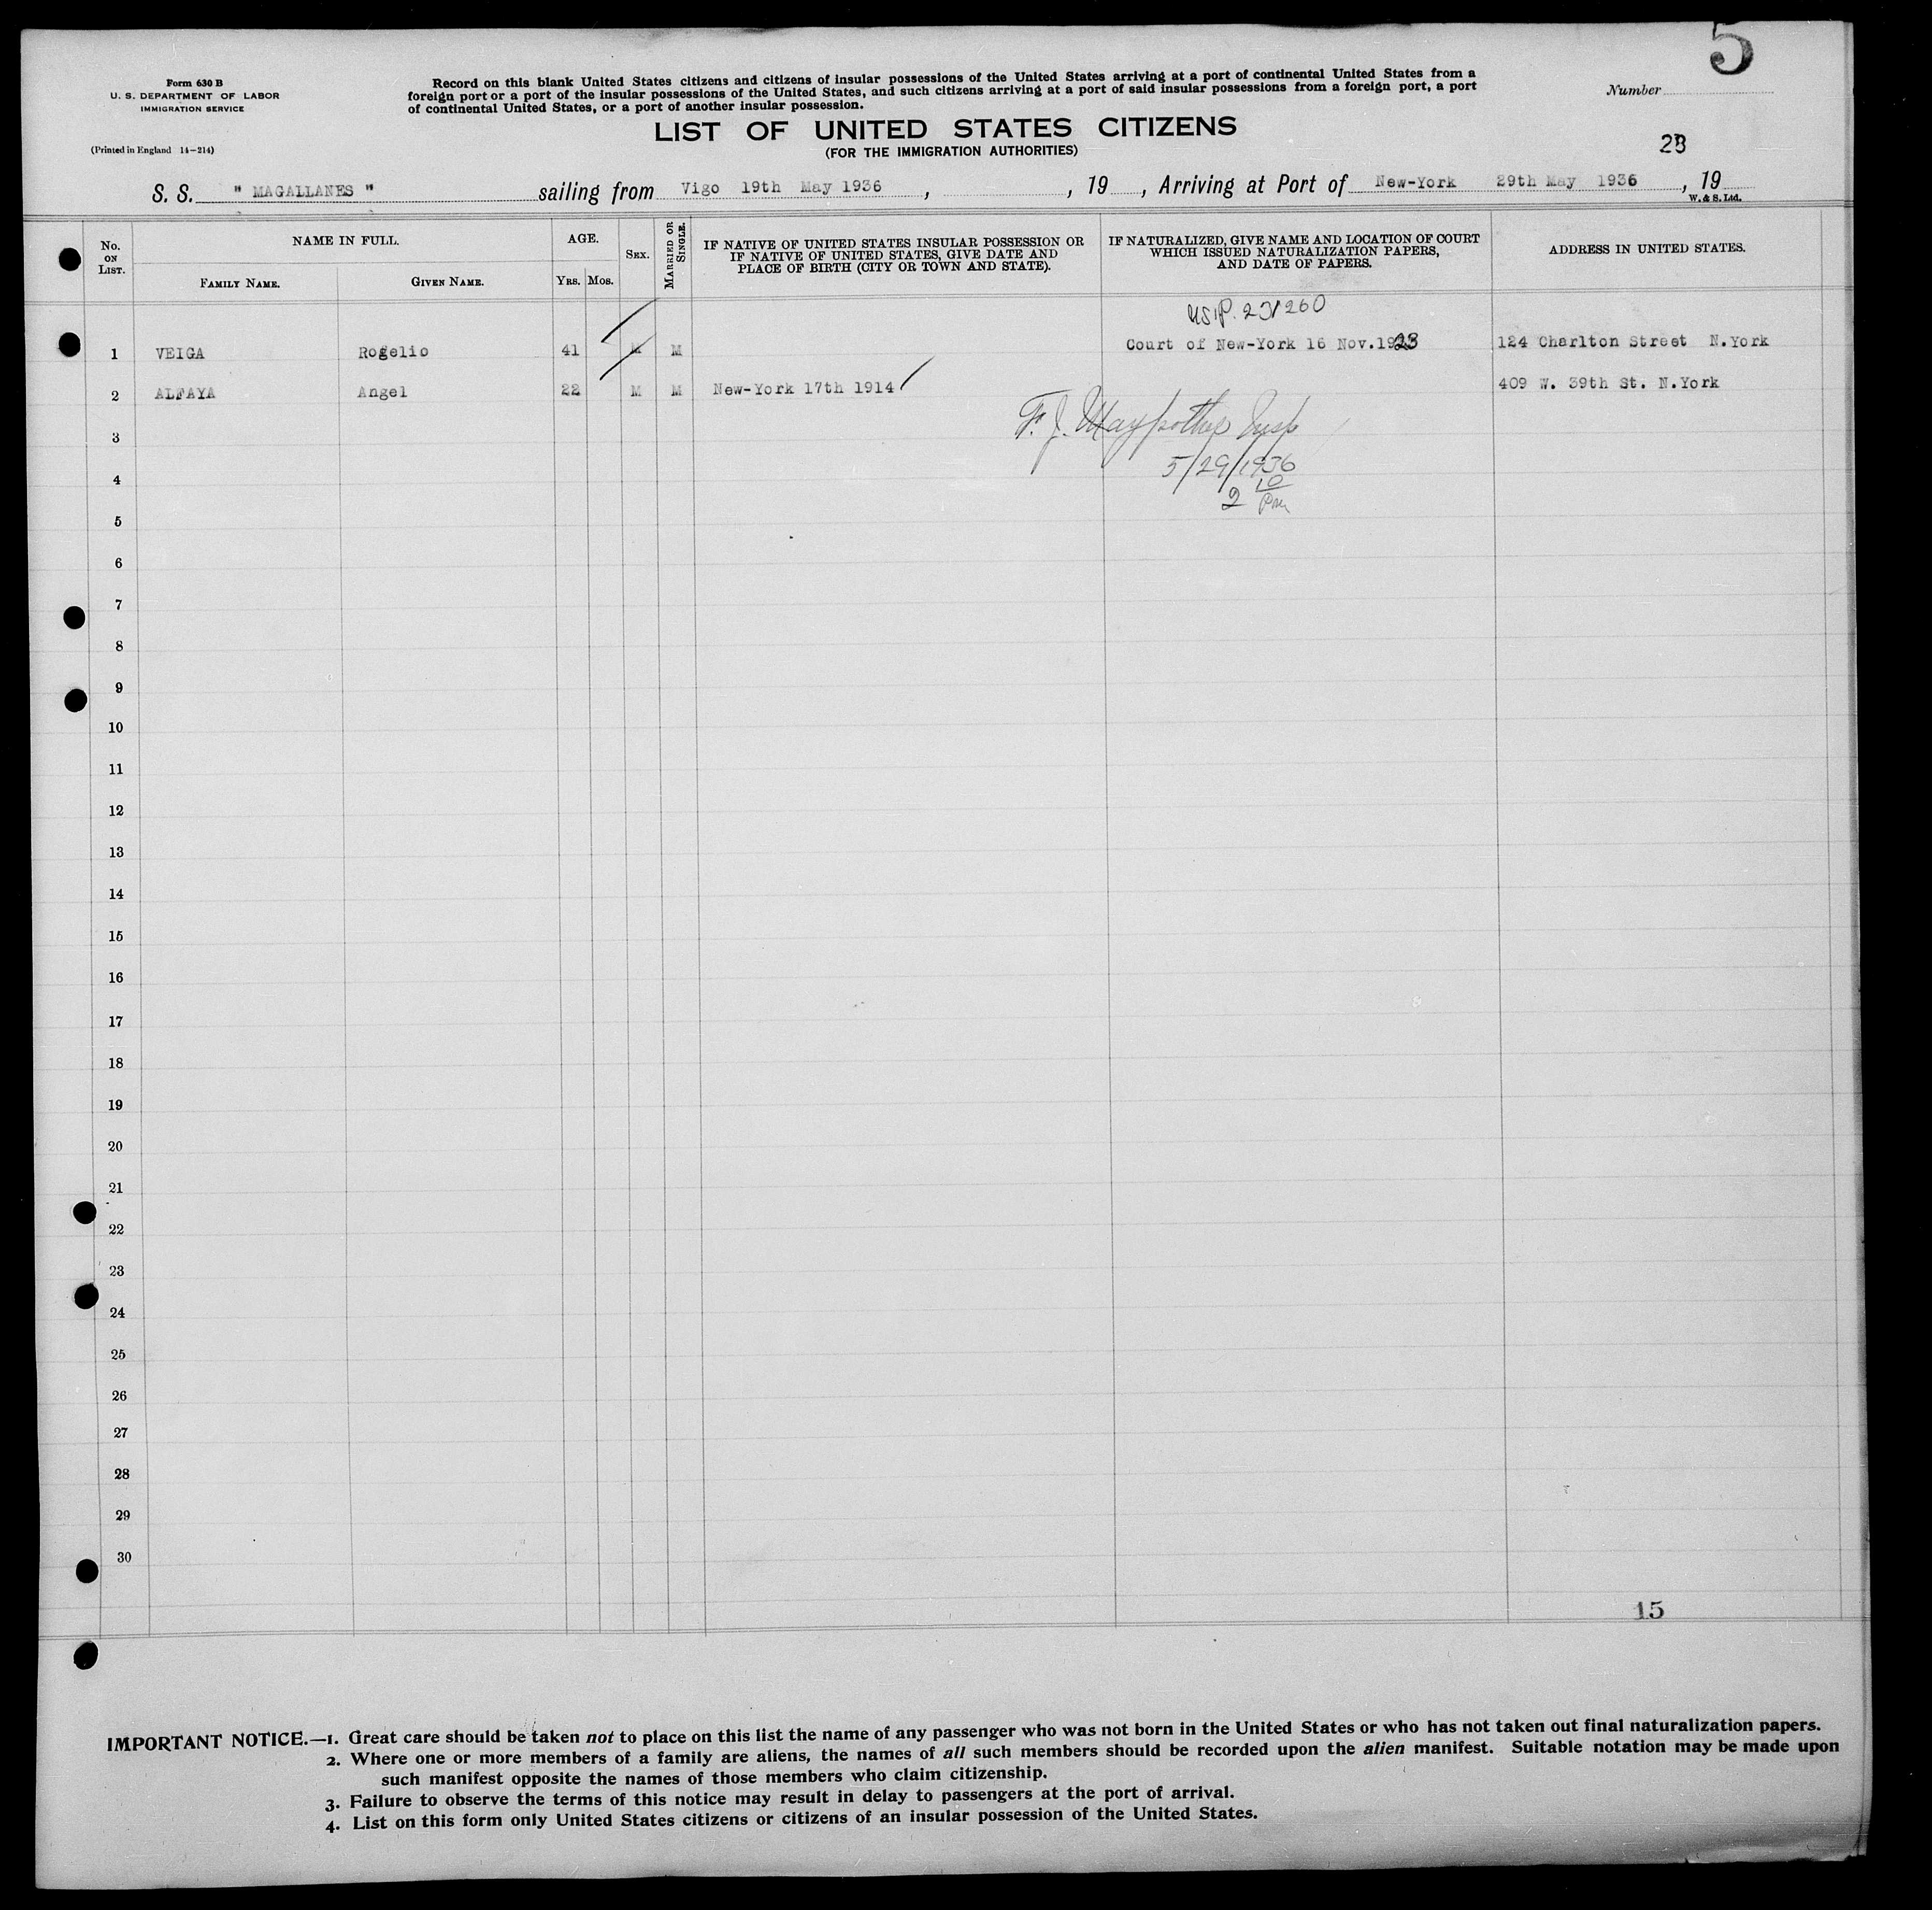 5
Form 630 B
U. S. DEPARTMENT OF LABOR
IMMIGRATION SERVICE
(Printed in England 14-214)
Record on this blank United States citizens and citizens of insular possessions of the United States arriving at a port of continental United States from a
foreign port or a port of the insular possessions of the United States, and such citizens arriving at a port of said insular possessions from a foreign port, a port
of continental United States, or a port of another insular possession.
Number
LIST OF UNITED STATES CITIZENS
(FOR THE IMMIGRATION AUTHORITIES)
23
S. S. " MAGALLANES " sailing from Vigo 19th May 1936 , , 19 , Arriving at Port of New-York 29th May 1936 , 19
W. & S. Ltd.
No. ON LIST.
NAME IN FULL.
FAMILY NAME.
GIVEN NAME.
AGE.
YRS. MOS.
SEX.
MARRIED OR SINGLE.
IF NATIVE OF UNITED STATES INSULAR POSSESSION OR
IF NATIVE OF UNITED STATES, GIVE DATE AND
PLACE OF BIRTH (CITY OR TOWN AND STATE).
IF NATURALIZED, GIVE NAME AND LOCATION OF COURT
WHICH ISSUED NATURALIZATION PAPERS,
AND DATE OF PAPERS.
ADDRESS IN UNITED STATES.
USP. 231260
1 VEIGA Rogelio 41 M M Court of New-York 16 Nov.1923 124 Charlton Street N.York
2 ALFAYA Angel 22 M M New-York 17th 1914 409 W. 39th St. N.York
F. J. Insp
3
5/29/1936
4
2 10 Pm
5
6
7
8
9
10
11
12
13
14
15
16
17
18
19
20
21
22
23
24
25
26
27
28
29
30
15
IMPORTANT NOTICE.—1. Great care should be taken not to place on this list the name of any passenger who was not born in the United States or who has not taken out final naturalization papers.
2. Where one or more members of a family are aliens, the names of all such members should be recorded upon the alien manifest. Suitable notation may be made upon
such manifest opposite the names of those members who claim citizenship.
3. Failure to observe the terms of this notice may result in delay to passengers at the port of arrival.
4. List on this form only United States citizens or citizens of an insular possession of the United States.